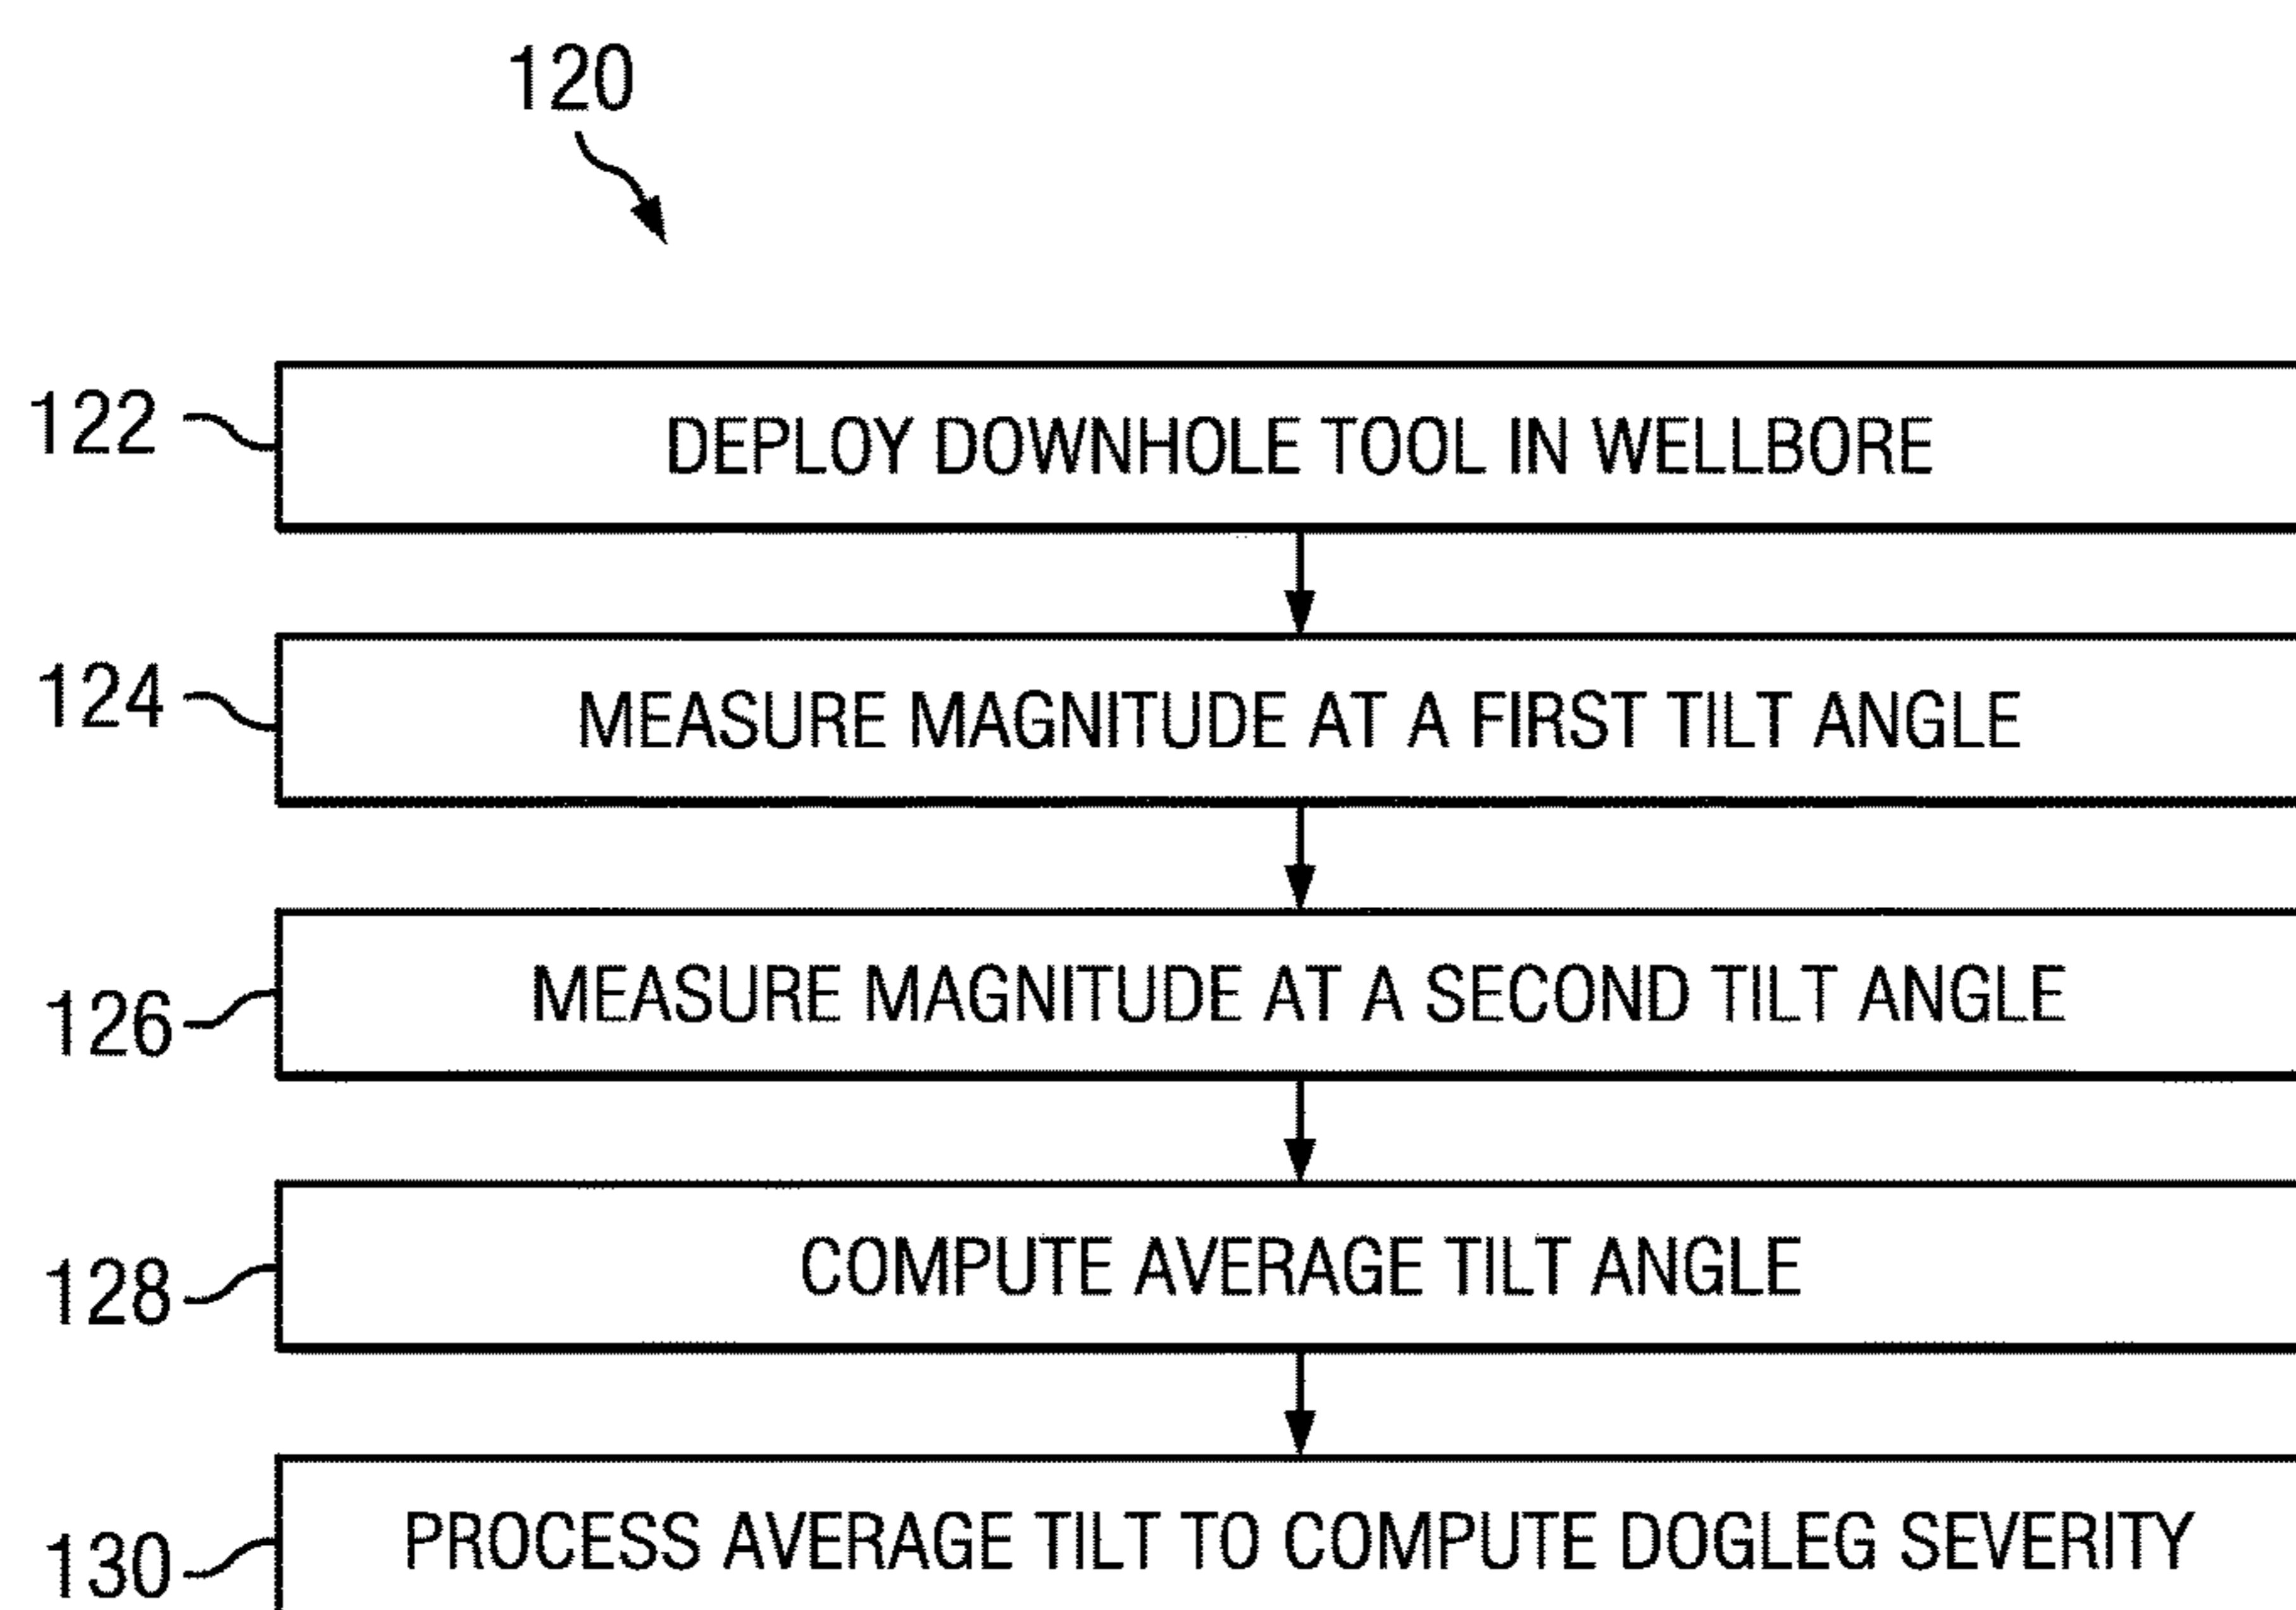 120
122 DEPLOY DOWNHOLE TOOL IN WELLBORE
124 MEASURE MAGNITUDE AT A FIRST TILT ANGLE
126 MEASURE MAGNITUDE AT A SECOND TILT ANGLE
128 COMPUTE AVERAGE TILT ANGLE
130 PROCESS AVERAGE TILT TO COMPUTE DOGLEG SEVERITY